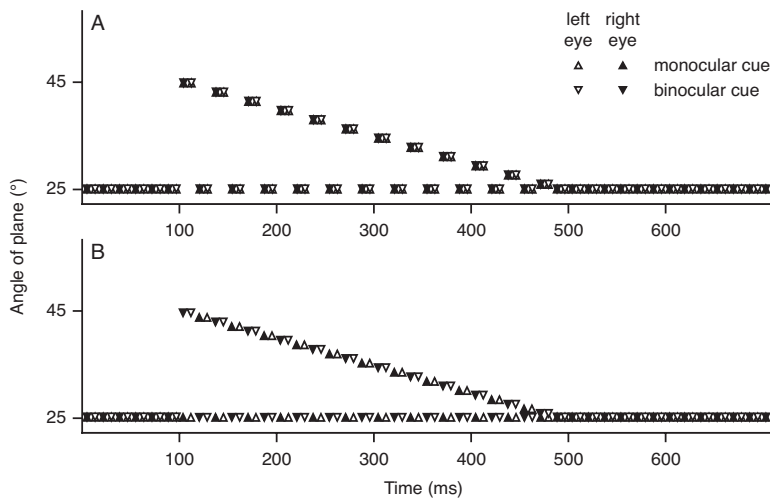 A
left right
eye eye
monocular cue
binocular cue
45
25
100 200 300 400 500 600
B
45
25
100 200 300 400 500 600
Angle of plane (°)
Time (ms)